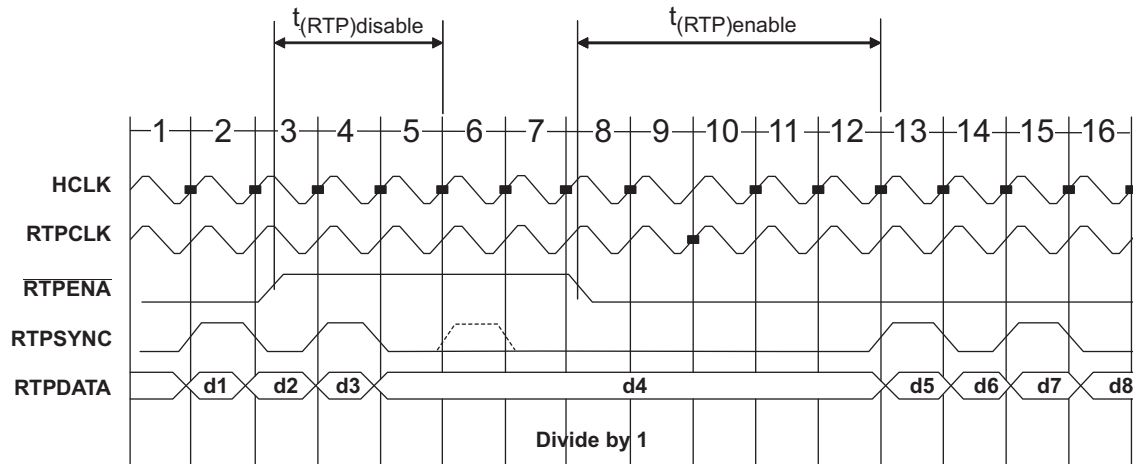 t(RTP)disable t(RTP)enable
1 2 3 4 5 6 7 8 9 10 11 12 13 14 15 16
HCLK
RTPCLK
RTPENA
RTPSYNC
RTPDATA d1 d2 d3 d4 d5 d6 d7 d8
Divide by 1